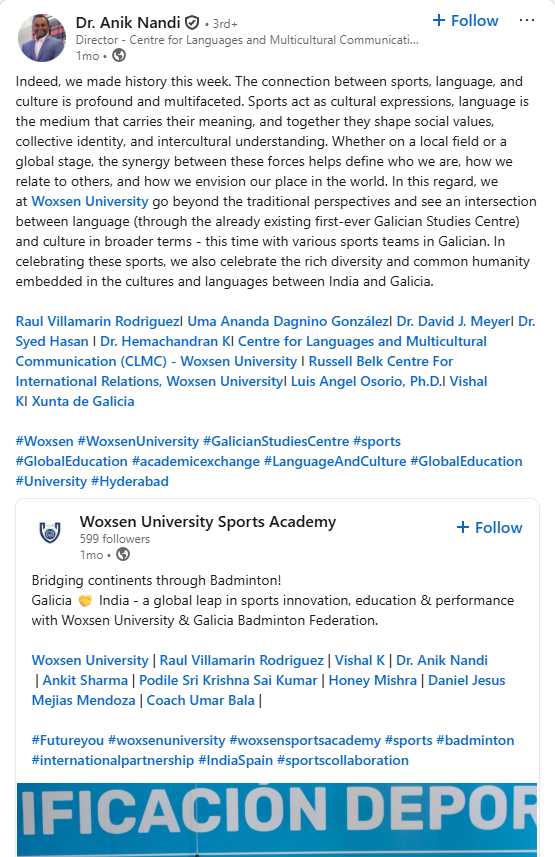 Dr. Anik Nandi • 3rd+
+ Follow ...
Director - Centre for Languages and Multicultural Communicati...
1mo •
Indeed, we made history this week. The connection between sports, language, and
culture is profound and multifaceted. Sports act as cultural expressions, language is
the medium that carries their meaning, and together they shape social values,
collective identity, and intercultural understanding. Whether on a local field or a
global stage, the synergy between these forces helps define who we are, how we
relate to others, and how we envision our place in the world. In this regard, we
at Woxsen University go beyond the traditional perspectives and see an intersection
between language (through the already existing first-ever Galician Studies Centre)
and culture in broader terms - this time with various sports teams in Galician. In
celebrating these sports, we also celebrate the rich diversity and common humanity
embedded in the cultures and languages between India and Galicia.
Raul Villamarin Rodriguezl Uma Ananda Dagnino Gonzálezl Dr. David J. Meyerl Dr.
Syed Hasan l Dr. Hemachandran Kl Centre for Languages and Multicultural
Communication (CLMC) - Woxsen University l Russell Belk Centre For
International Relations, Woxsen Universityl Luis Angel Osorio, Ph.D.l Vishal
Kl Xunta de Galicia
#Woxsen #WoxsenUniversity #GalicianStudiesCentre #sports
#GlobalEducation #academicexchange #LanguageAndCulture #GlobalEducation
#University #Hyderabad
Woxsen University Sports Academy
+ Follow
599 followers
1mo •
Bridging continents through Badminton!
Galicia 🤝 India - a global leap in sports innovation, education & performance
with Woxsen University & Galicia Badminton Federation.
Woxsen University | Raul Villamarin Rodriguez | Vishal K | Dr. Anik Nandi
| Ankit Sharma | Podile Sri Krishna Sai Kumar | Honey Mishra | Daniel Jesus
Mejias Mendoza | Coach Umar Bala |
#Futureyou #woxsenuniversity #woxsensportsacademy #sports #badminton
#internationalpartnership #IndiaSpain #sportscollaboration
IFICACIÓN DEPOR